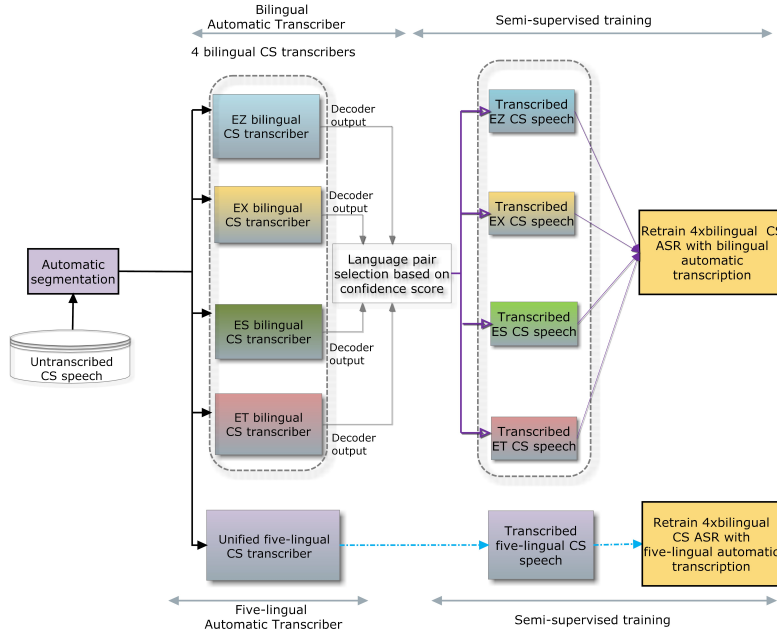 Bilingual
Automatic Transcriber
Semi-supervised training
4 bilingual CS transcribers
EZ bilingual
CS transcriber
Decoder
output
Transcribed
EZ CS speech
EX bilingual
CS transcriber
Decoder
output
Transcribed
EX CS speech
Automatic
segmentation
Language pair
selection based on
confidence score
Retrain 4xbilingual CS
ASR with bilingual
automatic
transcription
Untranscribed
CS speech
ES bilingual
CS transcriber
Decoder
output
Transcribed
ES CS speech
ET bilingual
CS transcriber
Decoder
output
Transcribed
ET CS speech
Unified five-lingual
CS transcriber
Transcribed
five-lingual CS
speech
Retrain 4xbilingual
CS ASR with
five-lingual automatic
transcription
Five-lingual
Automatic Transcriber
Semi-supervised training